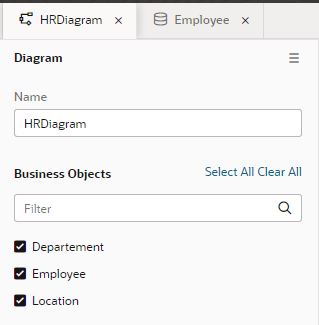 HRDiagram × Employee ×
Diagram
Name
HRDiagram
Business Objects Select All Clear All
Filter
Departement
Employee
Location